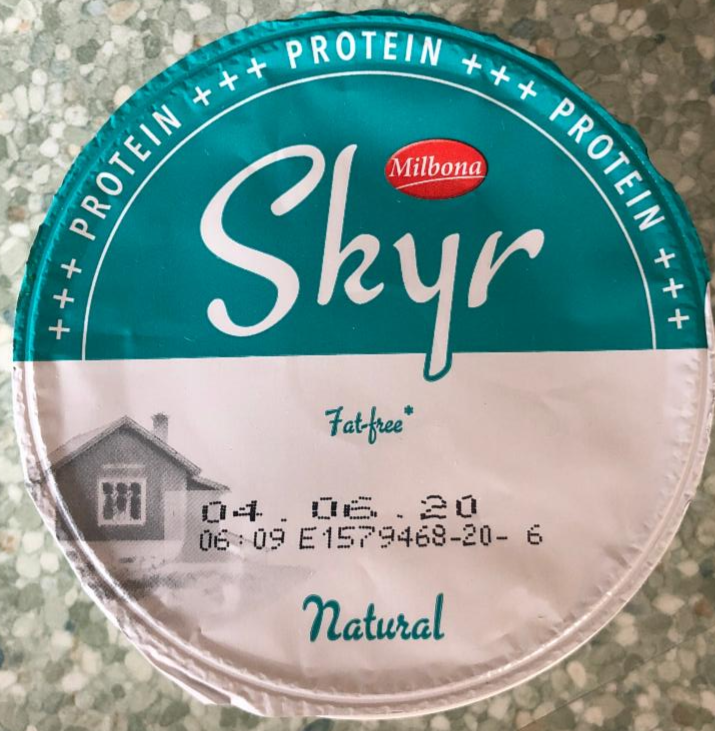 +++ PROTEIN +++ PROTEIN +++ PROTEIN +++
Milbona
Skyr
Fat-free*
04. 06. 20
06:09 E1579468-20- 6
Natural